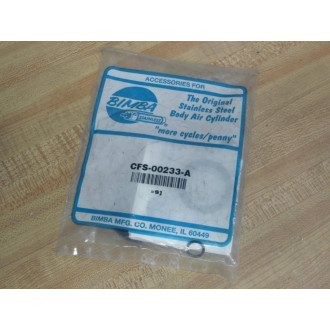 ACCESSORIES FOR
BIMBA
STAINLESS
The Original
Stainless Steel
Body Air Cylinder
"more cycles/penny"
CFS-00233-A
BIMBA MFG. CO. MONEE, IL 60449